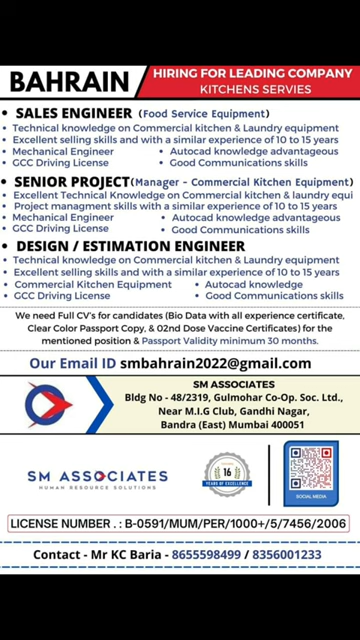 BAHRAIN
HIRING FOR LEADING COMPANY
KITCHENS SERVIES
• SALES ENGINEER (Food Service Equipment)
• Technical knowledge on Commercial kitchen & Laundry equipment
• Excellent selling skills and with a similar experience of 10 to 15 years
• Mechanical Engineer • Autocad knowledge advantageous
• GCC Driving License • Good Communications skills
• SENIOR PROJECT (Manager - Commercial Kitchen Equipment)
• Excellent Technical Knowledge on Commercial kitchen & laundry equi
• Project managment skills with a similar experience of 10 to 15 years
• Mechanical Engineer • Autocad knowledge advantageous
• GCC Driving License • Good Communications skills
• DESIGN / ESTIMATION ENGINEER
• Technical knowledge on Commercial kitchen & Laundry equipment
• Excellent selling skills and with a similar experience of 10 to 15 years
• Commercial Kitchen Equipment • Autocad knowledge
• GCC Driving License • Good Communications skills
We need Full CV's for candidates (Bio Data with all experience certificate,
Clear Color Passport Copy, & 02nd Dose Vaccine Certificates) for the
mentioned position & Passport Validity minimum 30 months.
Our Email ID smbahrain2022@gmail.com
SM ASSOCIATES
Bldg No - 48/2319, Gulmohar Co-Op. Soc. Ltd.,
Near M.I.G Club, Gandhi Nagar,
Bandra (East) Mumbai 400051
SM ASSOCIATES
HUMAN RESOURCE SOLUTIONS
16
YEARS OF EXCELLENCE
SOCIAL MEDIA
LICENSE NUMBER . : B-0591/MUM/PER/1000+/5/7456/2006
Contact - Mr KC Baria - 8655598499 / 8356001233